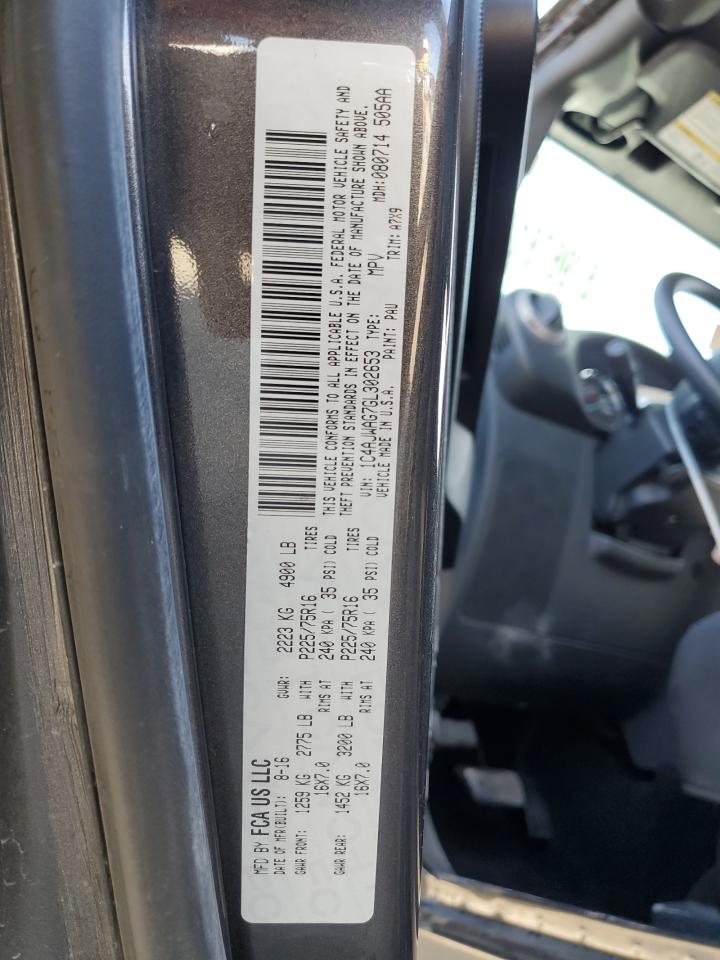 MFD BY FCA US LLC
DATE OF MFR(BUILT): 8-16 GVWR: 2223 KG 4900 LB
GAWR FRONT: 1259 KG 2775 LB WITH P225/75R16 TIRES
16X7.0 RIMS AT 240 KPA ( 35 PSI) COLD
GAWR REAR: 1452 KG 3200 LB WITH P225/75R16 TIRES
16X7.0 RIMS AT 240 KPA ( 35 PSI) COLD
THIS VEHICLE CONFORMS TO ALL APPLICABLE U.S.A. FEDERAL MOTOR VEHICLE SAFETY AND
THEFT PREVENTION STANDARDS IN EFFECT ON THE DATE OF MANUFACTURE SHOWN ABOVE.
VIN: 1C4AJWAG7GL302653 TYPE: MPV MDH:080714 505AA
VEHICLE MADE IN U.S.A. PAINT: PAU TRIM: A7X9